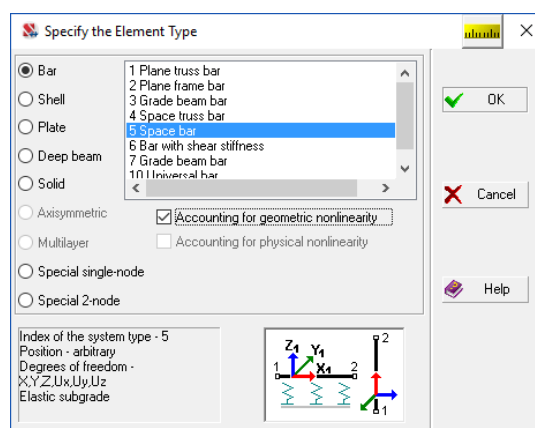 Specify the Element Type
Bar
Shell
Plate
Deep beam
Solid
Axisymmetric
Multilayer
Special single-node
Special 2-node
1 Plane truss bar
2 Plane frame bar
3 Grade beam bar
4 Space truss bar
5 Space bar
6 Bar with shear stiffness
7 Grade beam bar
10 Universal bar
Accounting for geometric nonlinearity
Accounting for physical nonlinearity
OK
Cancel
Help
Index of the system type - 5
Position - arbitrary
Degrees of freedom -
X,Y,Z,Ux,Uy,Uz
Elastic subgrade
Z1 Y1
1 X1 2
2
1